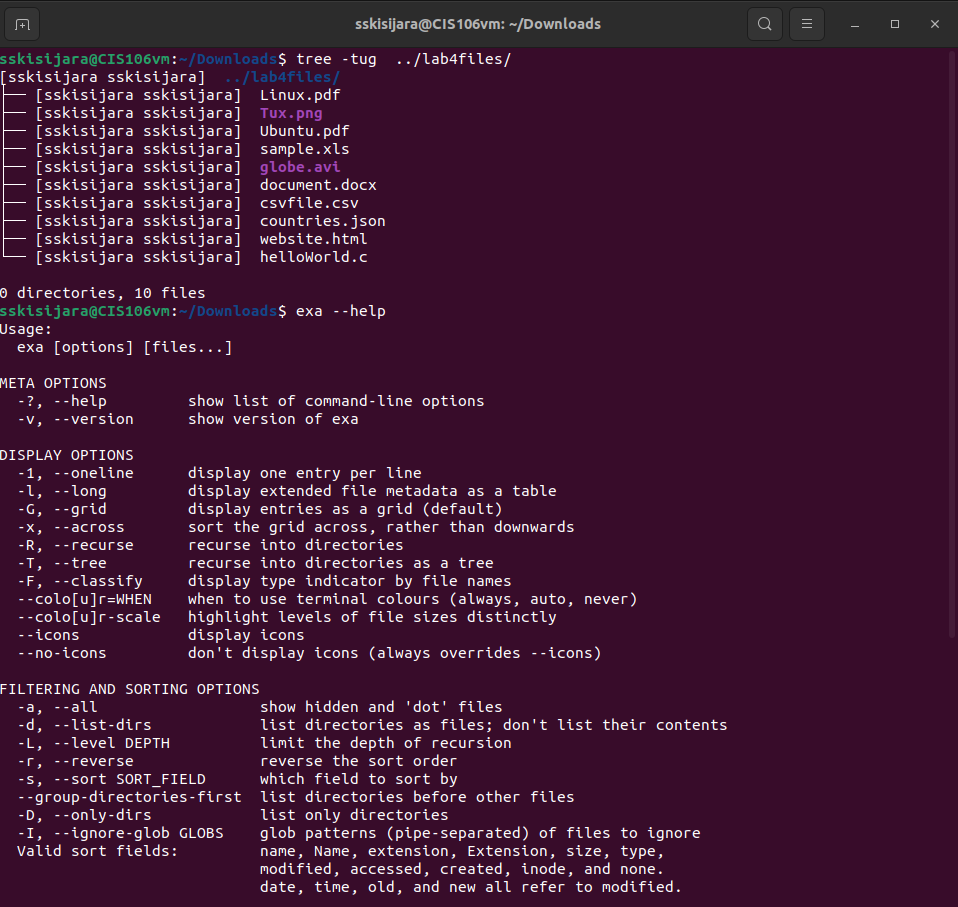 sskisijara@CIS106vm: ~/Downloads
sskisijara@CIS106vm:~/Downloads$ tree -tug  ../lab4files/
[sskisijara sskisijara]  ../lab4files/
├── [sskisijara sskisijara]  Linux.pdf
├── [sskisijara sskisijara]  Tux.png
├── [sskisijara sskisijara]  Ubuntu.pdf
├── [sskisijara sskisijara]  sample.xls
├── [sskisijara sskisijara]  globe.avi
├── [sskisijara sskisijara]  document.docx
├── [sskisijara sskisijara]  csvfile.csv
├── [sskisijara sskisijara]  countries.json
├── [sskisijara sskisijara]  website.html
└── [sskisijara sskisijara]  helloWorld.c
0 directories, 10 files
sskisijara@CIS106vm:~/Downloads$ exa --help
Usage:
  exa [options] [files...]
META OPTIONS
  -?, --help         show list of command-line options
  -v, --version      show version of exa
DISPLAY OPTIONS
  -1, --oneline      display one entry per line
  -l, --long         display extended file metadata as a table
  -G, --grid         display entries as a grid (default)
  -x, --across       sort the grid across, rather than downwards
  -R, --recurse      recurse into directories
  -T, --tree         recurse into directories as a tree
  -F, --classify     display type indicator by file names
  --colo[u]r=WHEN    when to use terminal colours (always, auto, never)
  --colo[u]r-scale   highlight levels of file sizes distinctly
  --icons            display icons
  --no-icons         don't display icons (always overrides --icons)
FILTERING AND SORTING OPTIONS
  -a, --all                  show hidden and 'dot' files
  -d, --list-dirs            list directories as files; don't list their contents
  -L, --level DEPTH          limit the depth of recursion
  -r, --reverse              reverse the sort order
  -s, --sort SORT_FIELD      which field to sort by
  --group-directories-first  list directories before other files
  -D, --only-dirs            list only directories
  -I, --ignore-glob GLOBS    glob patterns (pipe-separated) of files to ignore
  Valid sort fields:         name, Name, extension, Extension, size, type,
                             modified, accessed, created, inode, and none.
                             date, time, old, and new all refer to modified.